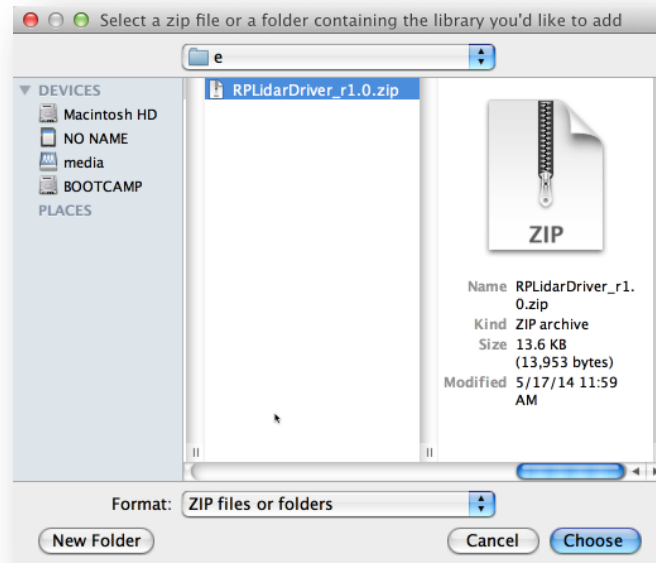 Select a zip file or a folder containing the library you'd like to add
e
DEVICES
Macintosh HD
NO NAME
media
BOOTCAMP
PLACES
RPLidarDriver_r1.0.zip
ZIP
Name RPLidarDriver_r1.
0.zip
Kind ZIP archive
Size 13.6 KB
(13,953 bytes)
Modified 5/17/14 11:59
AM
Format: ZIP files or folders
New Folder
Cancel
Choose